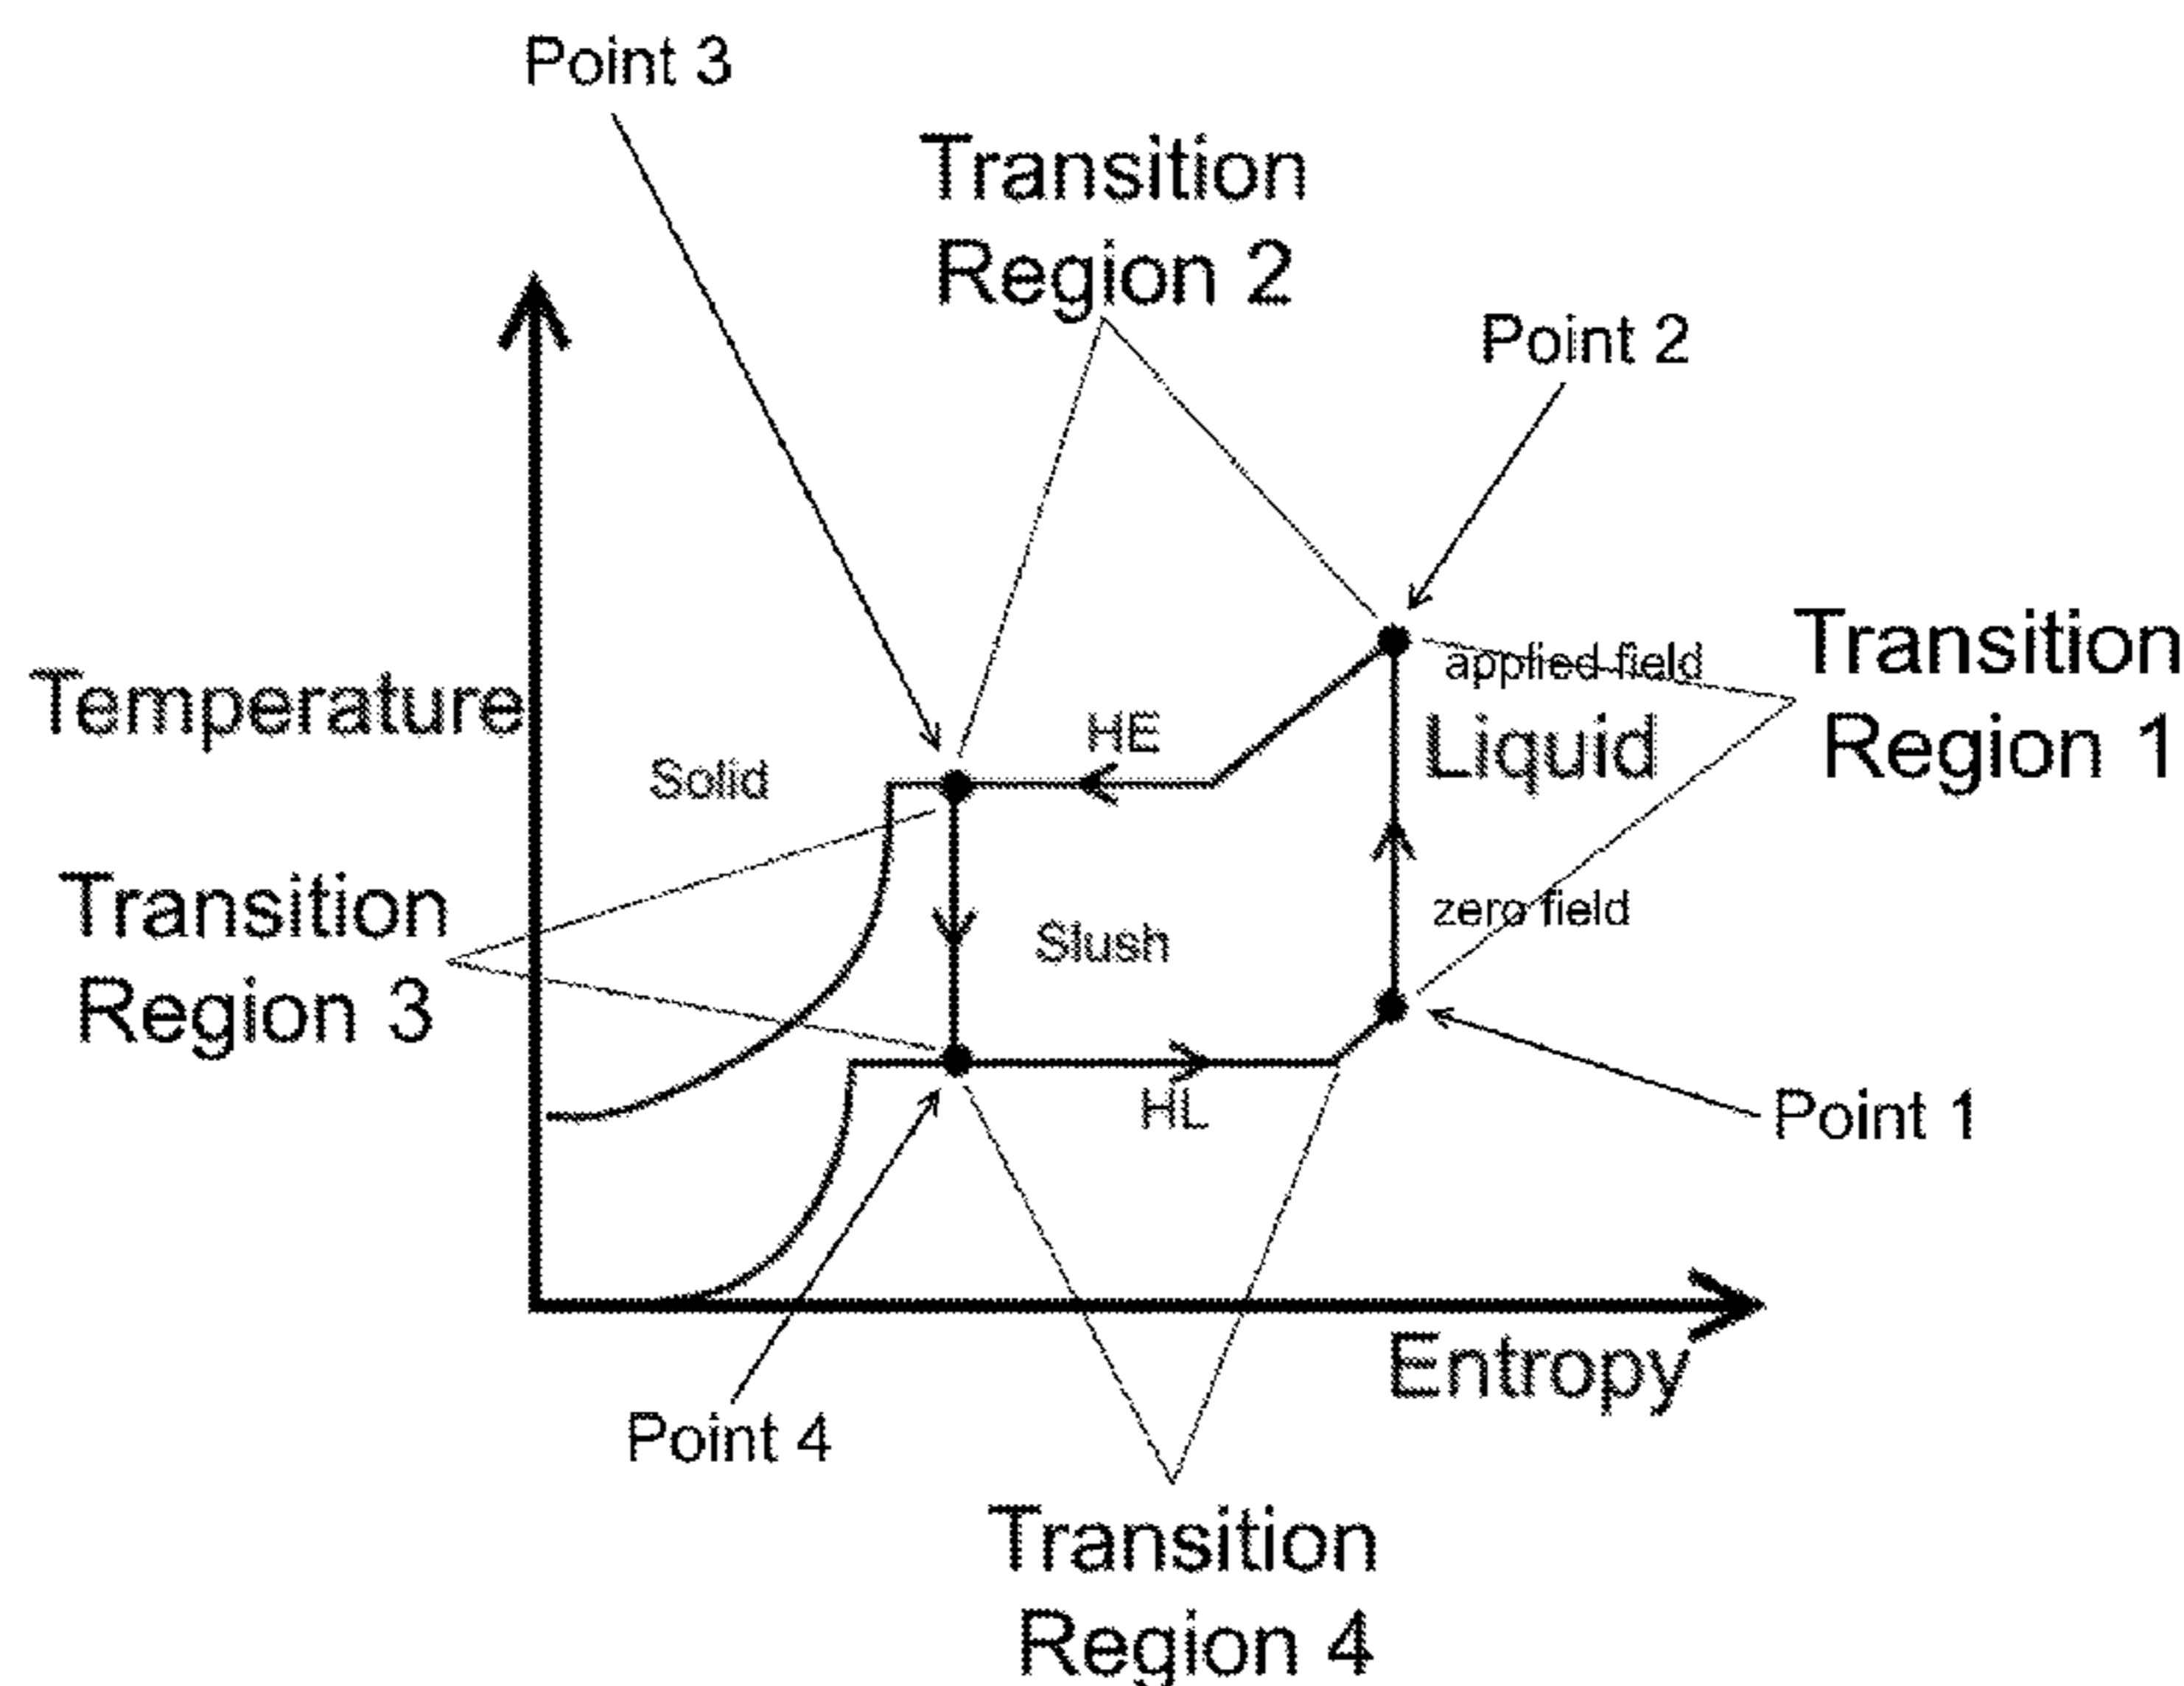 Point 3
Transition
Region 2
Point 2
applied field
Transition
Region 1
Temperature
HE
Liquid
Solid
Transition
Region 3
zero field
Slush
HL
Point 1
Entropy
Point 4
Transition
Region 4